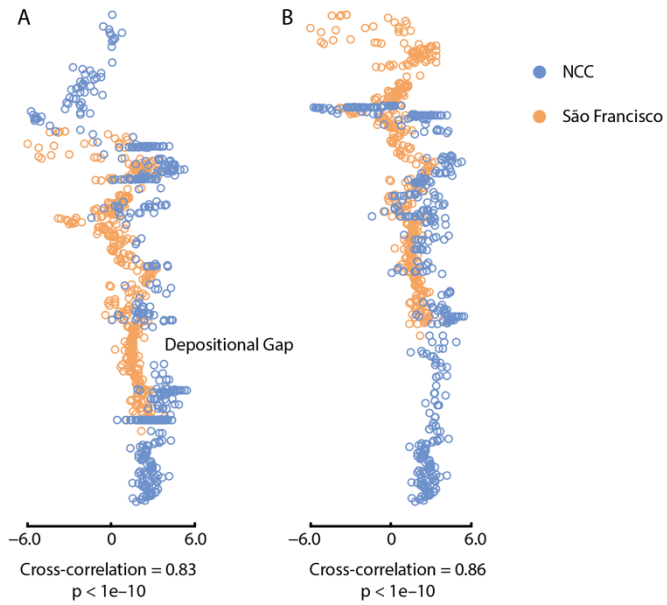 A
B
NCC
São Francisco
Depositional Gap
−6.0 0 6.0
−6.0 0 6.0
Cross-correlation = 0.83
p < 1e−10
Cross-correlation = 0.86
p < 1e−10